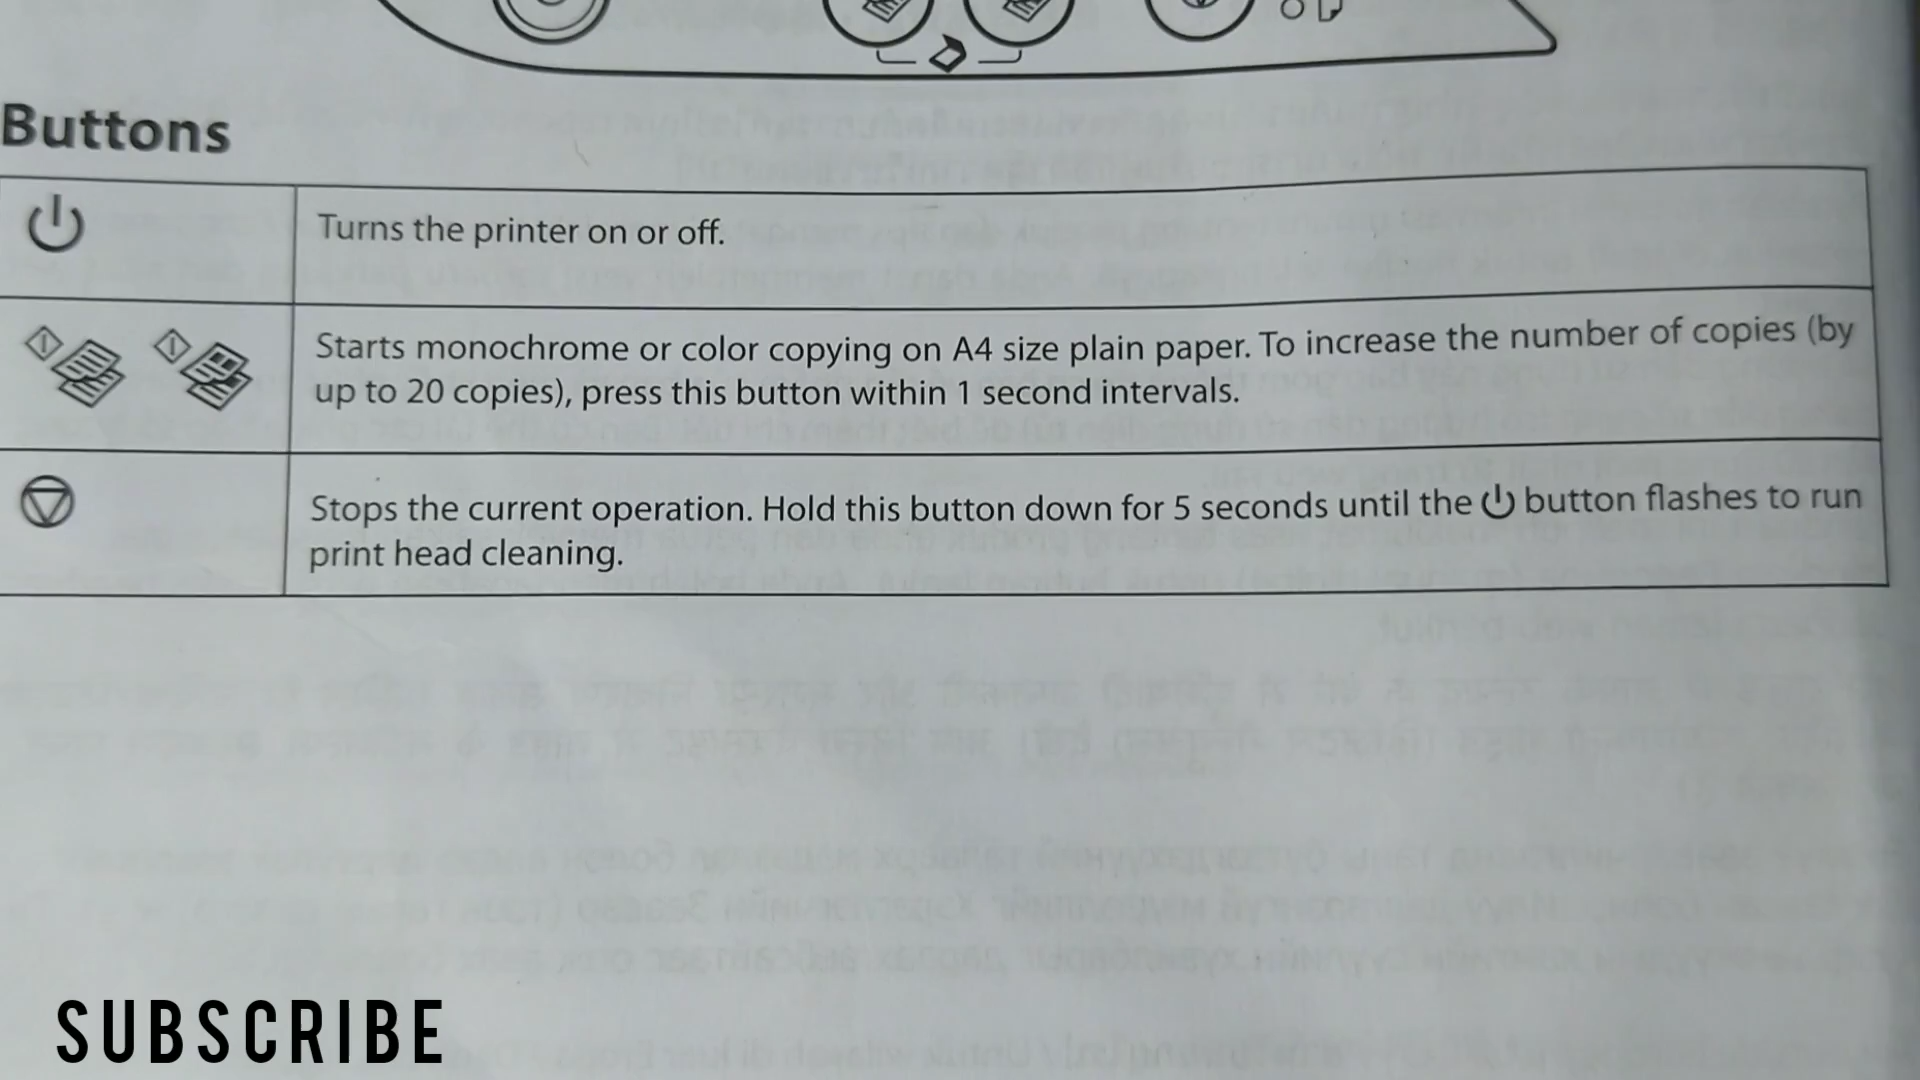 Buttons
Turns the printer on or off.
Starts monochrome or color copying on A4 size plain paper. To increase the number of copies (by
up to 20 copies), press this button within 1 second intervals.
Stops the current operation. Hold this button down for 5 seconds until the button flashes to run
print head cleaning.
SUBSCRIBE